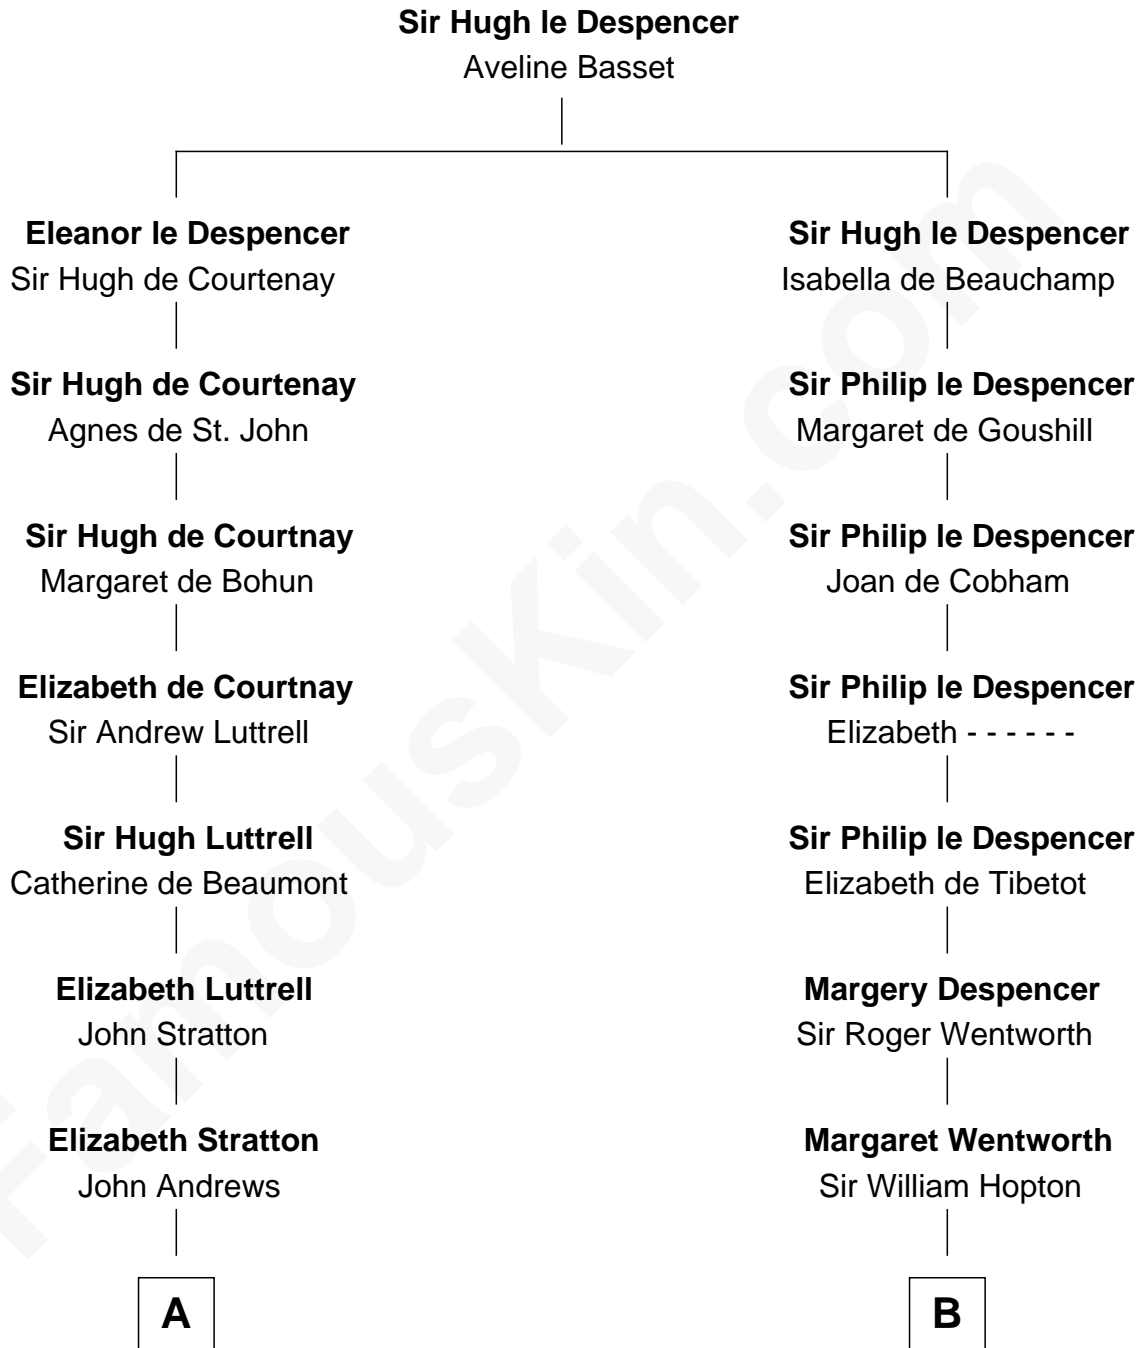 Sir Hugh le Despencer
Aveline Basset
Eleanor le Despencer
Sir Hugh de Courtenay
Sir Hugh le Despencer
Isabella de Beauchamp
Sir Hugh de Courtenay
Agnes de St. John
Sir Philip le Despencer
Margaret de Goushill
Sir Hugh de Courtnay
Margaret de Bohun
Sir Philip le Despencer
Joan de Cobham
Elizabeth de Courtnay
Sir Andrew Luttrell
Sir Philip le Despencer
Elizabeth - - - - - -
Sir Hugh Luttrell
Catherine de Beaumont
Sir Philip le Despencer
Elizabeth de Tibetot
Elizabeth Luttrell
John Stratton
Margery Despencer
Sir Roger Wentworth
Elizabeth Stratton
John Andrews
Margaret Wentworth
Sir William Hopton
A
B
FamousKin.com